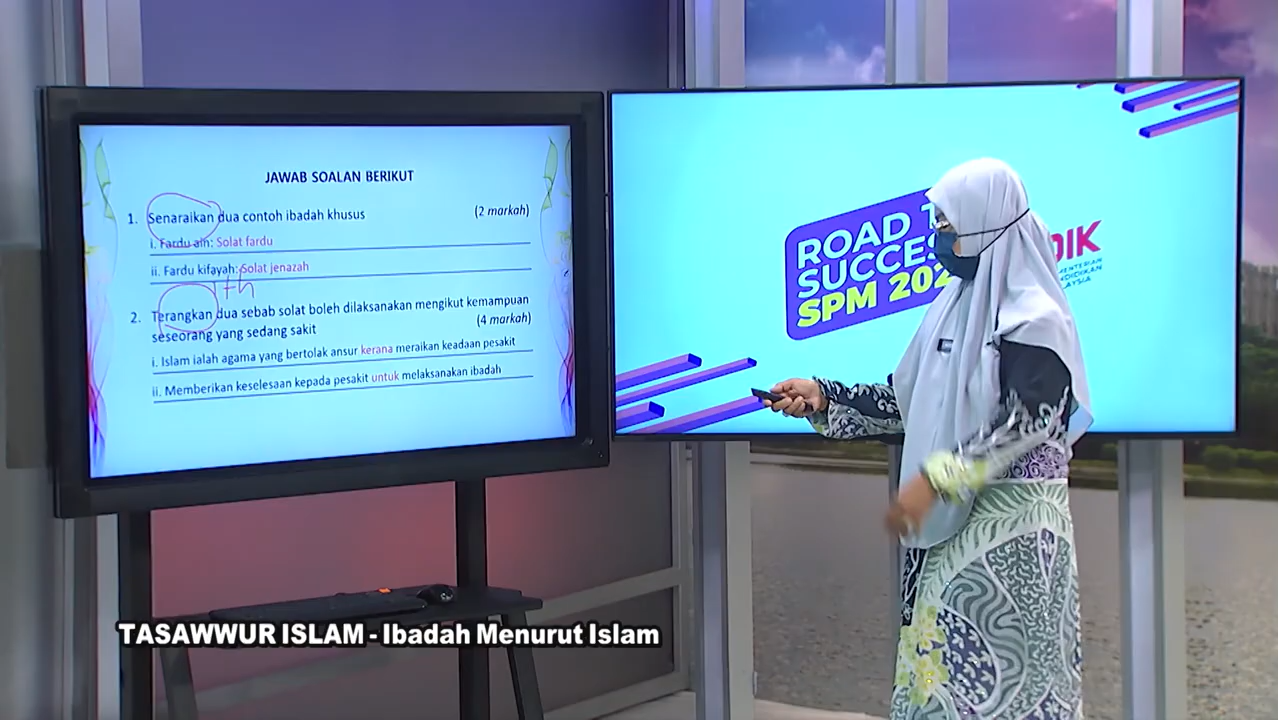 JAWAB SOALAN BERIKUT
1. Senaraikan dua contoh ibadah khusus (2 markah)
i. Fardu ain: Solat fardu
ii. Fardu kifayah: Solat jenazah
2. Terangkan dua sebab solat boleh dilaksanakan mengikut kemampuan
seseorang yang sedang sakit (4 markah)
i. Islam ialah agama yang bertolak ansur kerana meraikan keadaan pesakit
ii. Memberikan keselesaan kepada pesakit untuk melaksanakan ibadah
ROAD
SUCCES
SPM 202
DIK
TASAWWUR ISLAM - Ibadah Menurut Islam